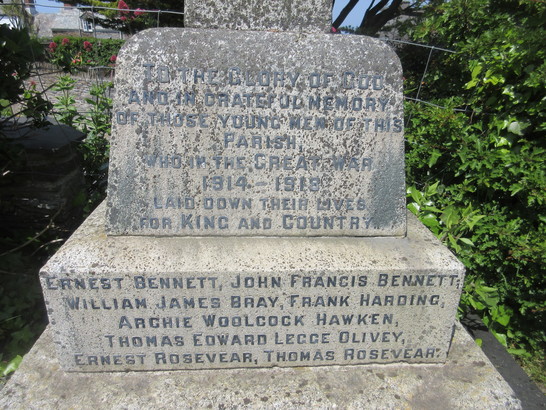 To the Glory of God
and in grateful memory
of those young men of this
Parish,
who in the Great War
1914.-1919.
laid down their lives
for King and Country.
Ernest Bennett, John Francis Bennett,
William James Bray, Frank Harding,
Archie Woolcock Hawken,
Thomas Edward Legge Olivey,
Ernest Rosevear, Thomas Rosevear.